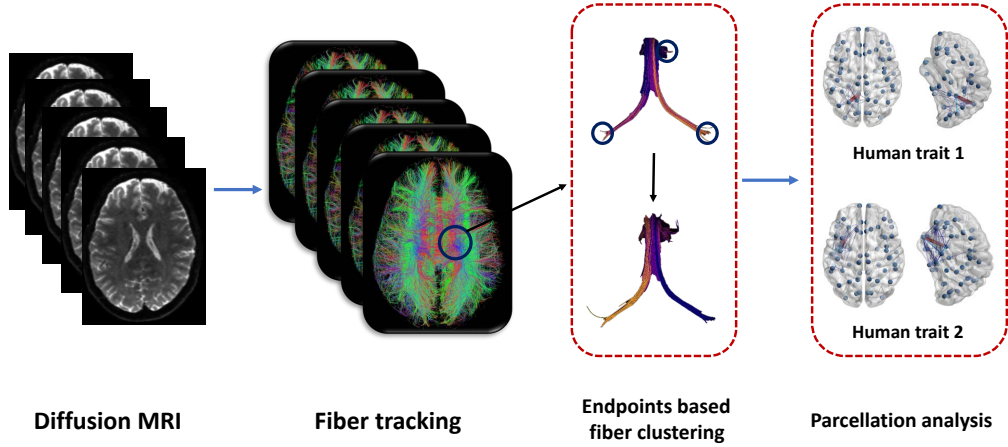 Human trait 1
Human trait 2
Diffusion MRI
Fiber tracking
Endpoints based
fiber clustering
Parcellation analysis